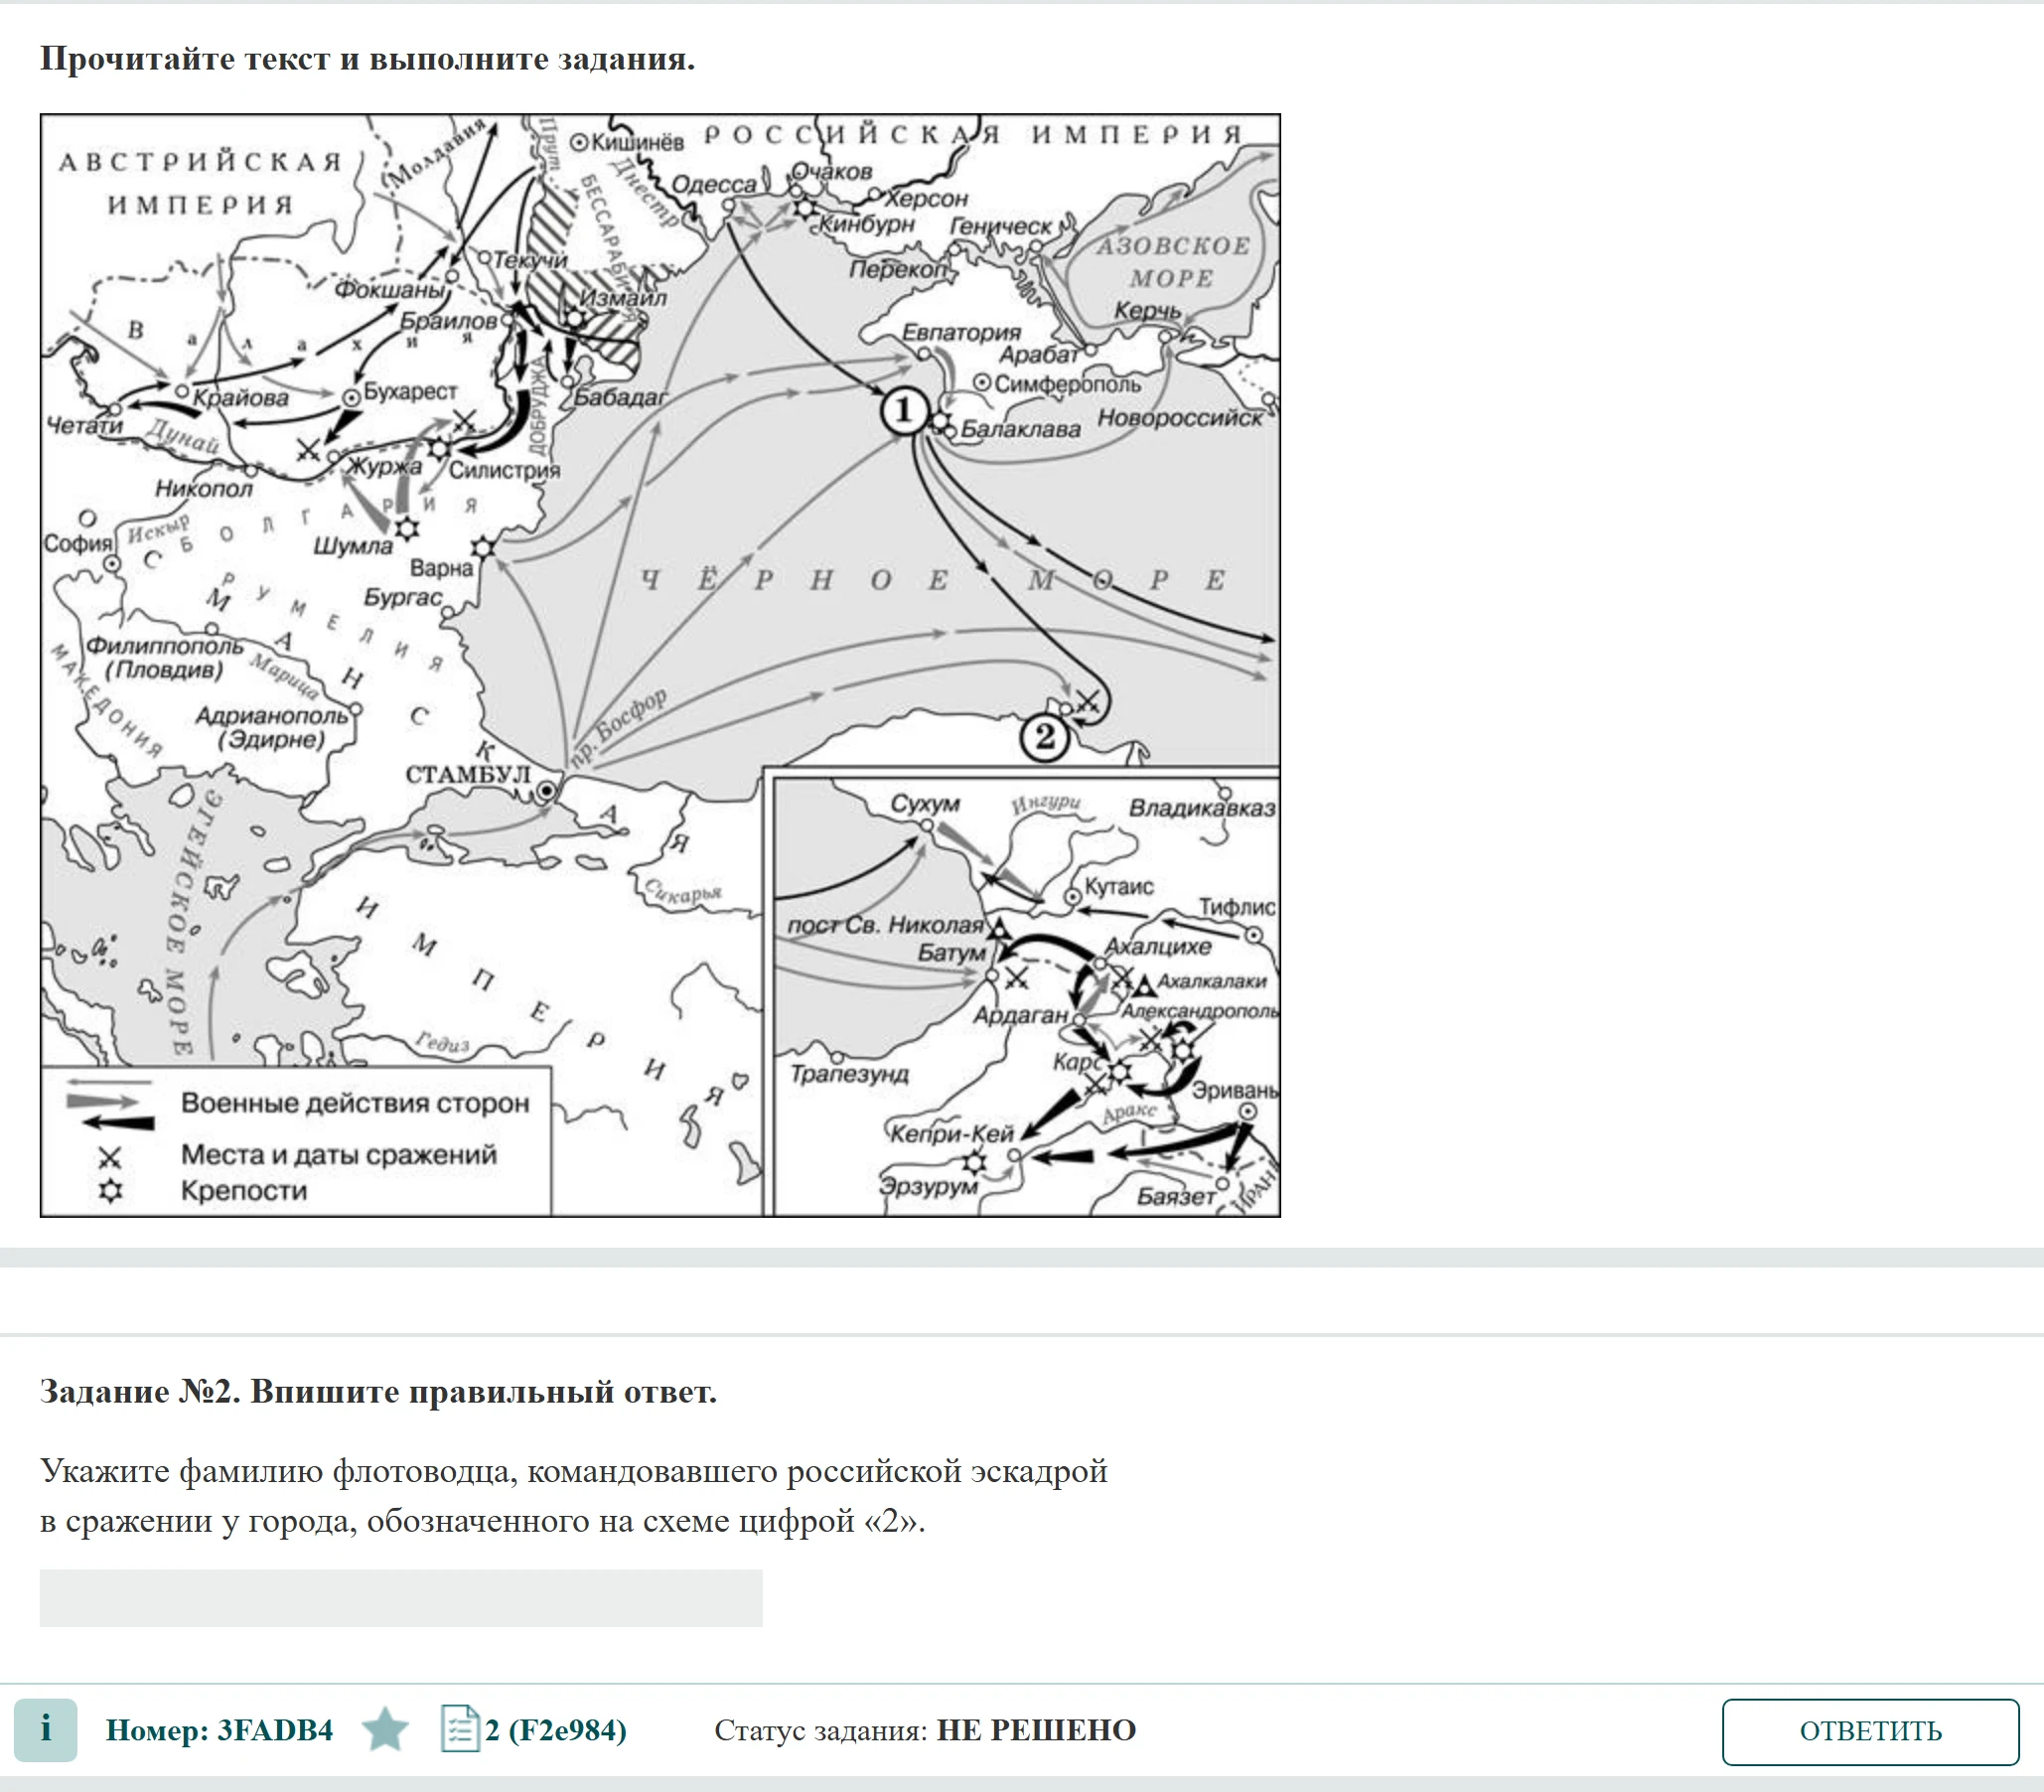 Прочитайте текст и выполните задания.
АВСТРИЙСКАЯ
ИМПЕРИЯ
Молдавия
Прут
Кишинёв
РОССИЙСКАЯ ИМПЕРИЯ
Днестр
БЕССАРАБИЯ
Одесса
Очаков
Херсон
Кинбурн
Геническ
Перекоп
АЗОВСКОЕ
МОРЕ
Керчь
Текучи
Фокшаны
Измаил
Браилов
Валахия
Евпатория
Арабат
Симферополь
Крайова
Бухарест
ДОБРУДЖА
Бабадаг
1
Балаклава
Новороссийск
Четати
Дунай
Журжа
Силистрия
Никопол
БОЛГАРИЯ
София
Искыр
Шумла
Варна
ЧЁРНОЕ МОРЕ
Бургас
РУМЕЛИЯ
ОСМАНСКАЯ
Филиппополь
(Пловдив)
Марица
МАКЕДОНИЯ
Адрианополь
(Эдирне)
пр. Босфор
2
СТАМБУЛ
ЭГЕЙСКОЕ МОРЕ
Сикарья
ИМПЕРИЯ
Гедиз
Сухум
Ингури
Владикавказ
Кутаис
Тифлис
пост Св. Николая
Батум
Ахалцихе
Ахалкалаки
Ардаган
Александрополь
Карс
Трапезунд
Эривань
Аракс
Кепри-Кей
Эрзурум
Баязет
ИРАН
Военные действия сторон
Места и даты сражений
Крепости
Задание №2. Впишите правильный ответ.
Укажите фамилию флотоводца, командовавшего российской эскадрой
в сражении у города, обозначенного на схеме цифрой «2».
i Номер: 3FADB4 2 (F2e984) Статус задания: НЕ РЕШЕНО ОТВЕТИТЬ